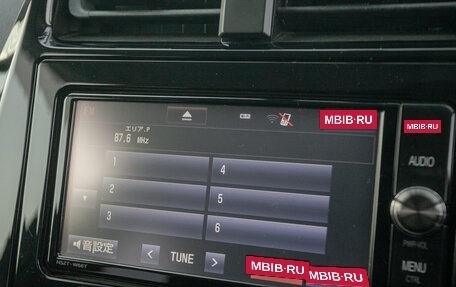 FM
MBIB.RU
MBIB.RU
エリア.P
87.6 MHz
AUDIO
1
4
2
5
3
6
PWR·VOL
音設定
TUNE
MBIB.RU
MBIB.RU
MENU
CTRL
NSZT-W66T